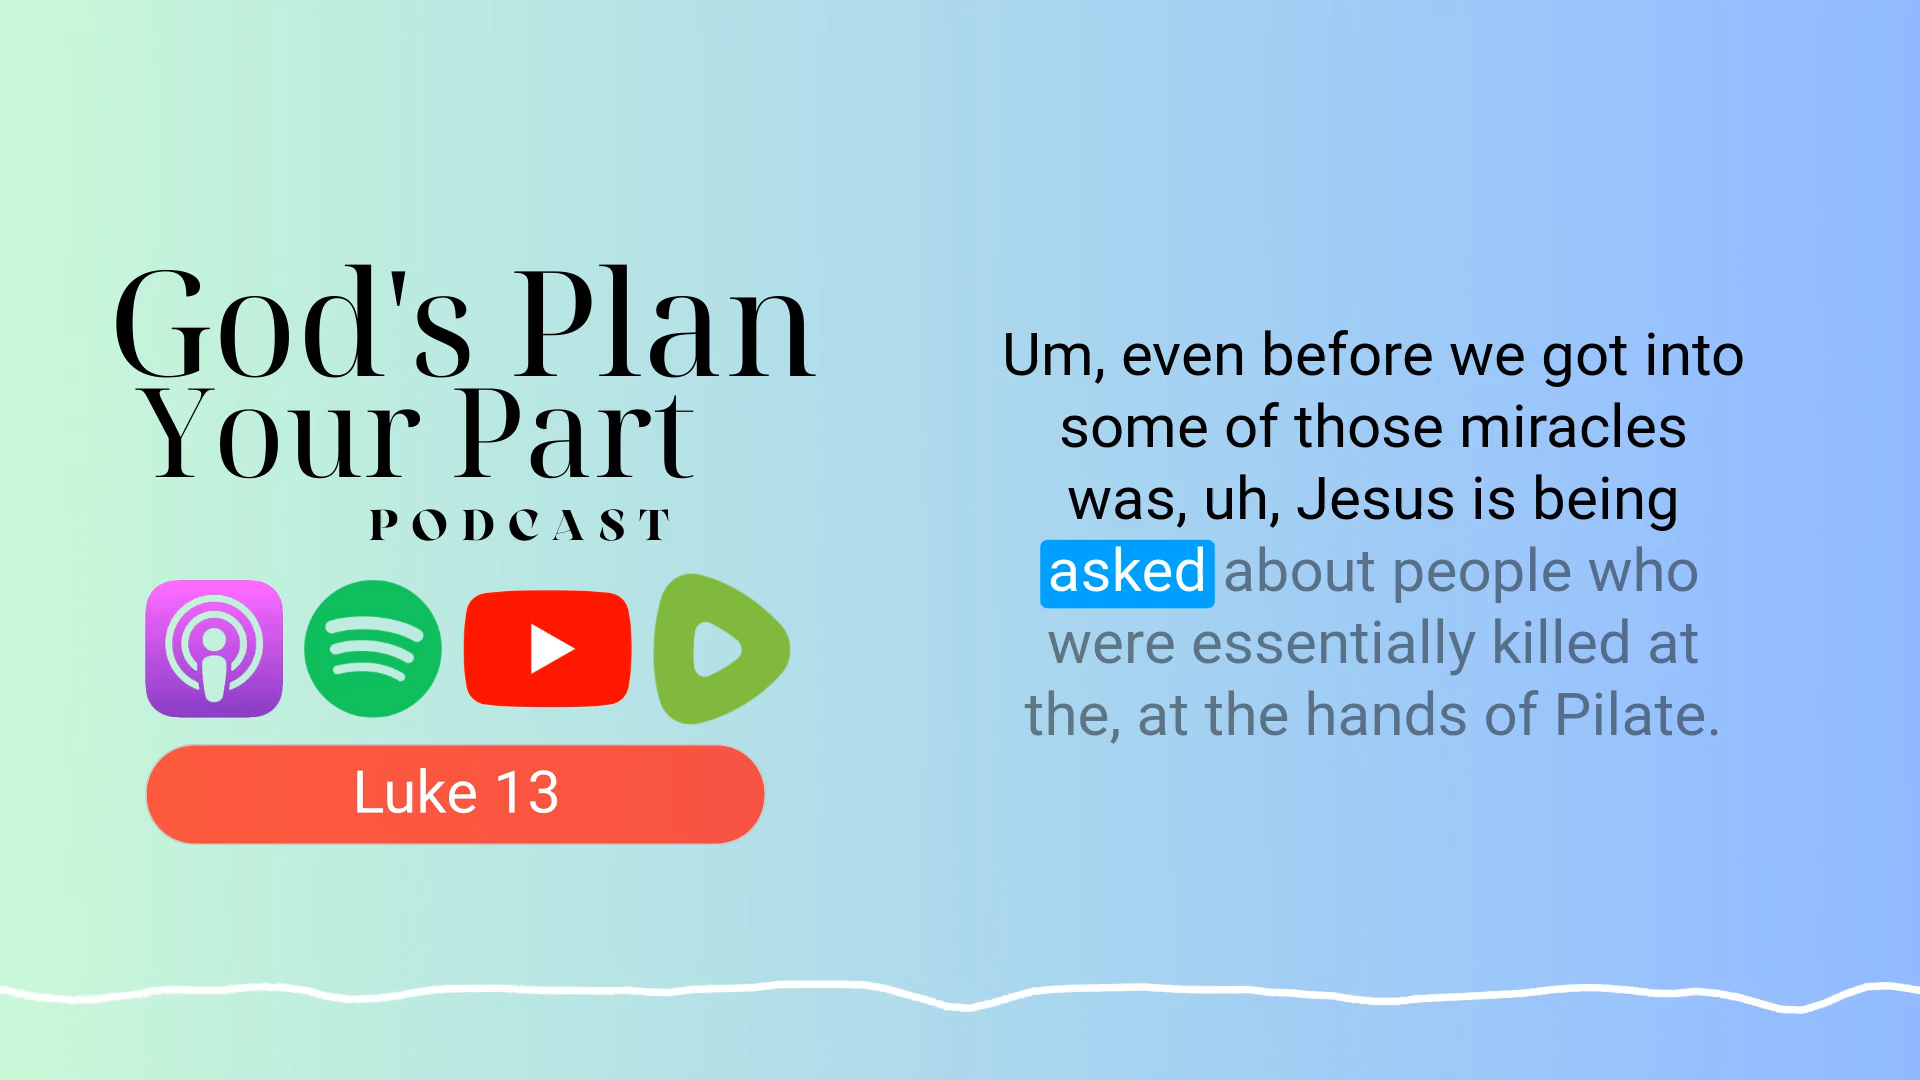 God's Plan
Your Part
PODCAST
Luke 13
Um, even before we got into
some of those miracles
was, uh, Jesus is being
asked about people who
were essentially killed at
the, at the hands of Pilate.